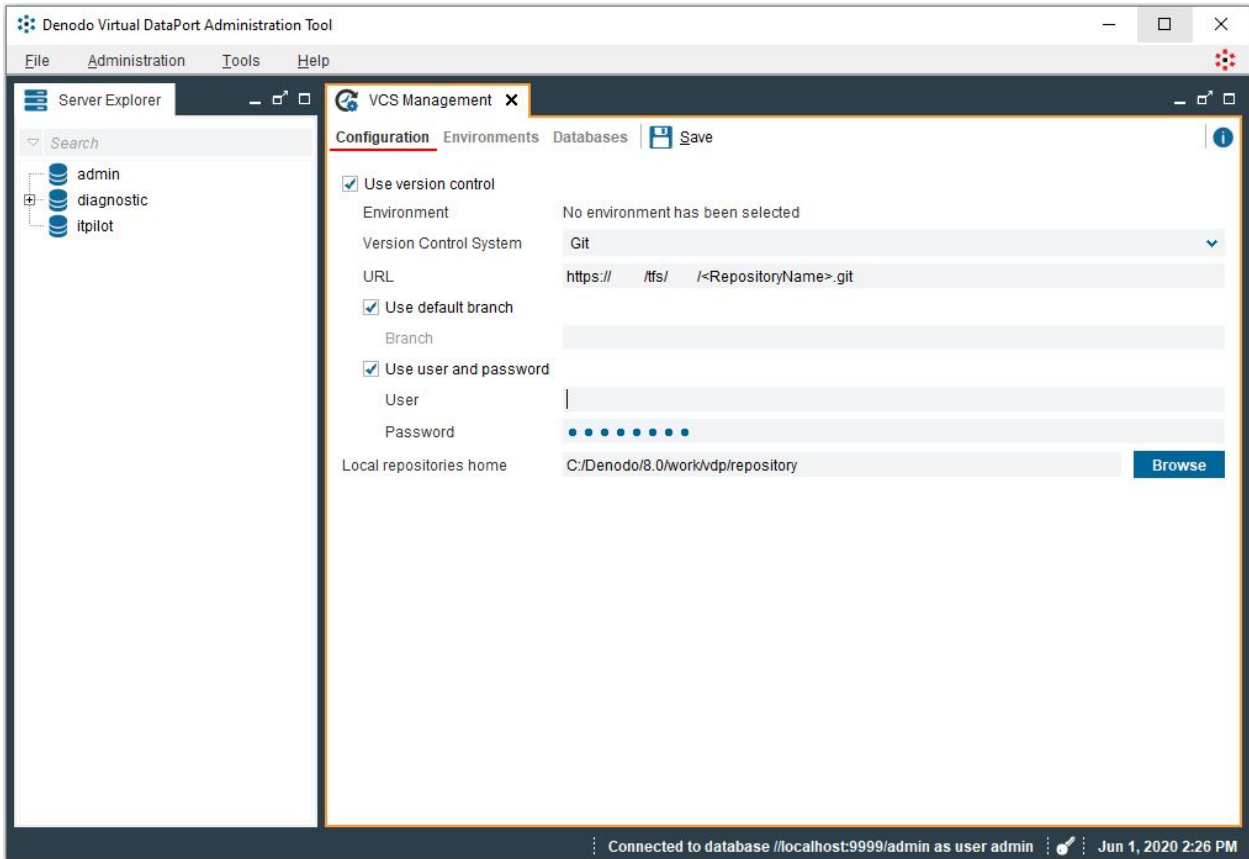 Denodo Virtual DataPort Administration Tool
File Administration Tools Help
Server Explorer
Search
admin
diagnostic
itpilot
VCS Management
Configuration Environments Databases Save
Use version control
Environment No environment has been selected
Version Control System Git
URL https:// /tfs/ /<RepositoryName>.git
Use default branch
Branch
Use user and password
User
Password
Local repositories home C:/Denodo/8.0/work/vdp/repository Browse
Connected to database //localhost:9999/admin as user admin Jun 1, 2020 2:26 PM